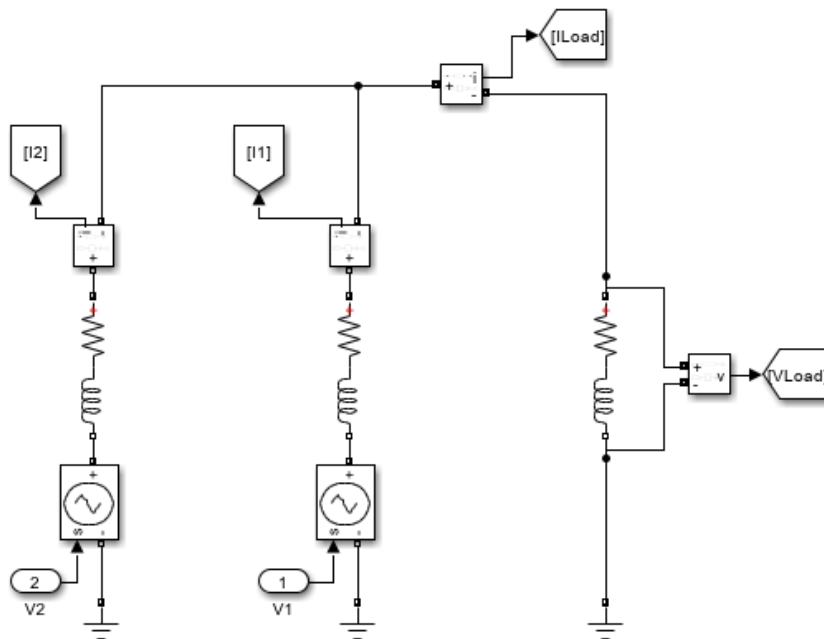 [ILoad]
i
+
-
[I2]
[I1]
+
+
+
v
-
[VLoad]
+
+
S
-
S
-
2
V2
1
V1